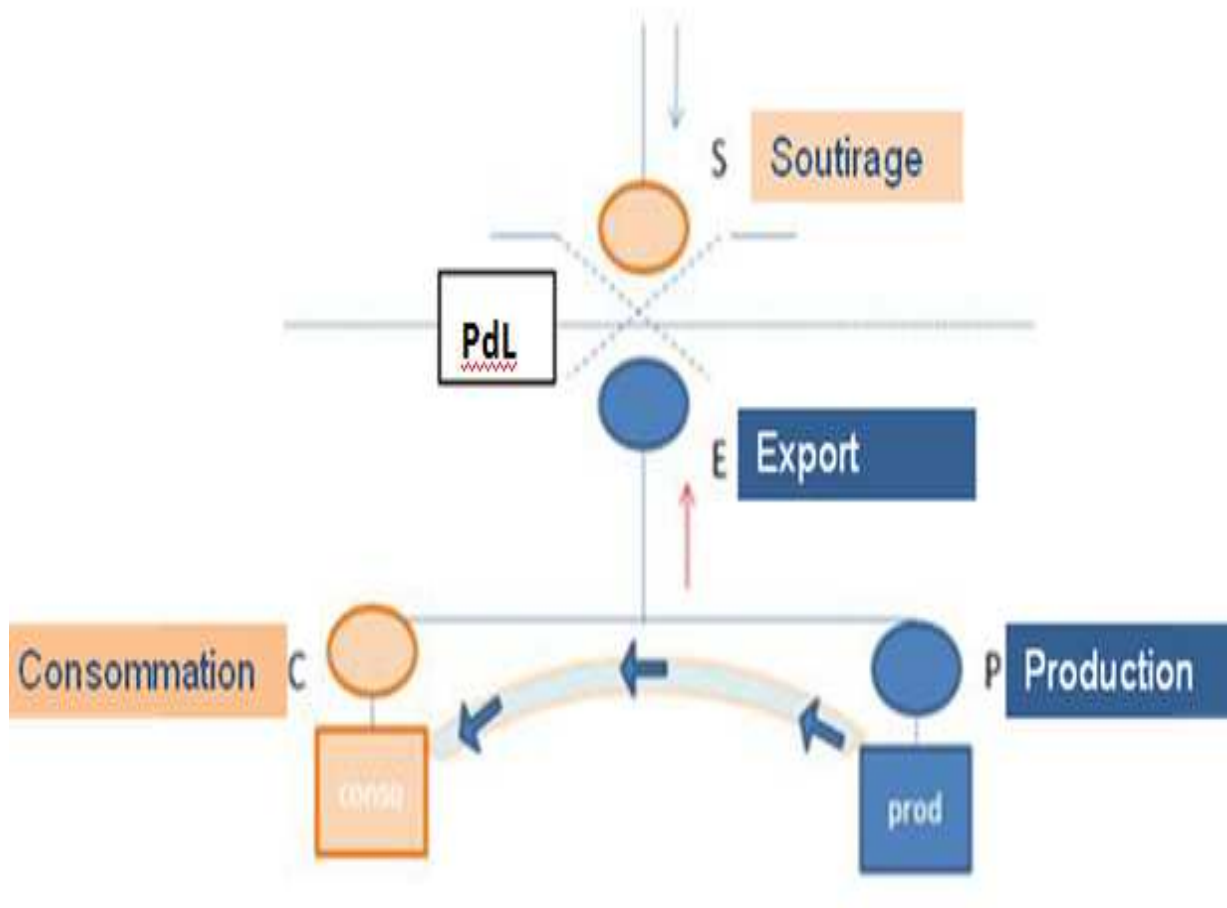 S Soutirage
PdL
E Export
Consommation C
P Production
conso
prod